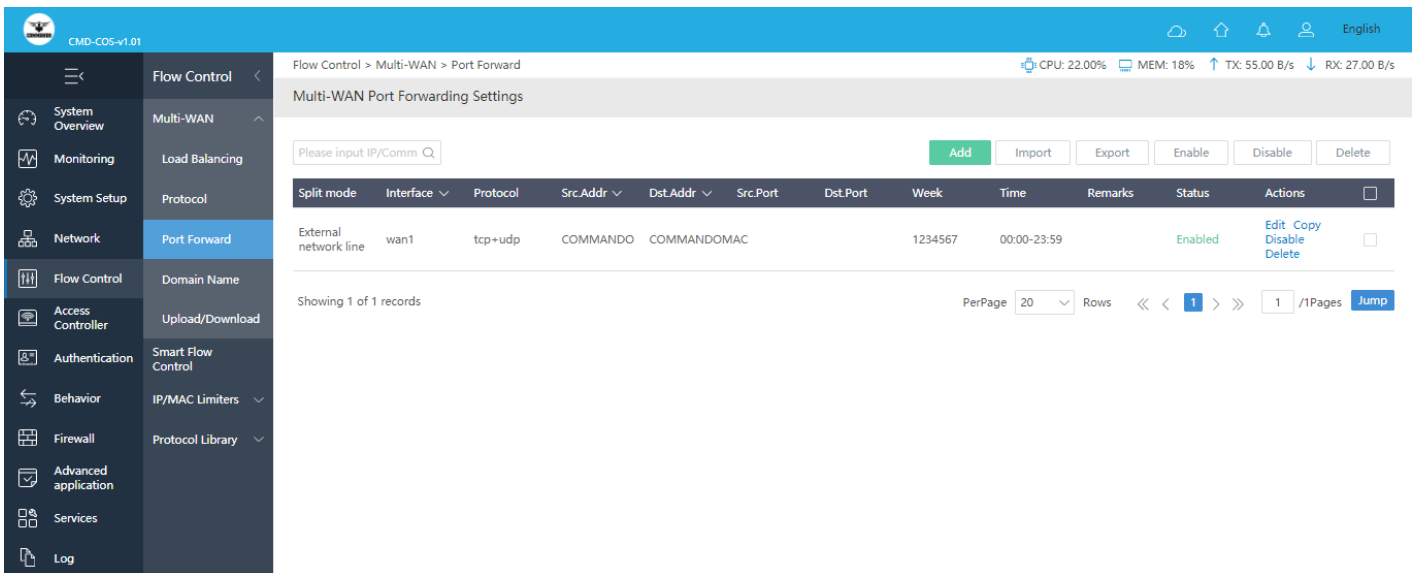 CMD-COS-v1.01
English
Flow Control
Flow Control > Multi-WAN > Port Forward
CPU: 22.00%
MEM: 18%
TX: 55.00 B/s
RX: 27.00 B/s
Multi-WAN Port Forwarding Settings
System
Overview
Monitoring
System Setup
Network
Flow Control
Access
Controller
Authentication
Behavior
Firewall
Advanced
application
Services
Log
Multi-WAN
Load Balancing
Protocol
Port Forward
Domain Name
Upload/Download
Smart Flow
Control
IP/MAC Limiters
Protocol Library
Please input IP/Comm
Add
Import
Export
Enable
Disable
Delete
Split mode Interface Protocol Src.Addr Dst.Addr Src.Port Dst.Port Week Time Remarks Status Actions
External
network line
wan1 tcp+udp COMMANDO COMMANDOMAC 1234567 00:00-23:59 Enabled
Edit Copy
Disable
Delete
Showing 1 of 1 records
PerPage 20 Rows 1 1 /1Pages Jump